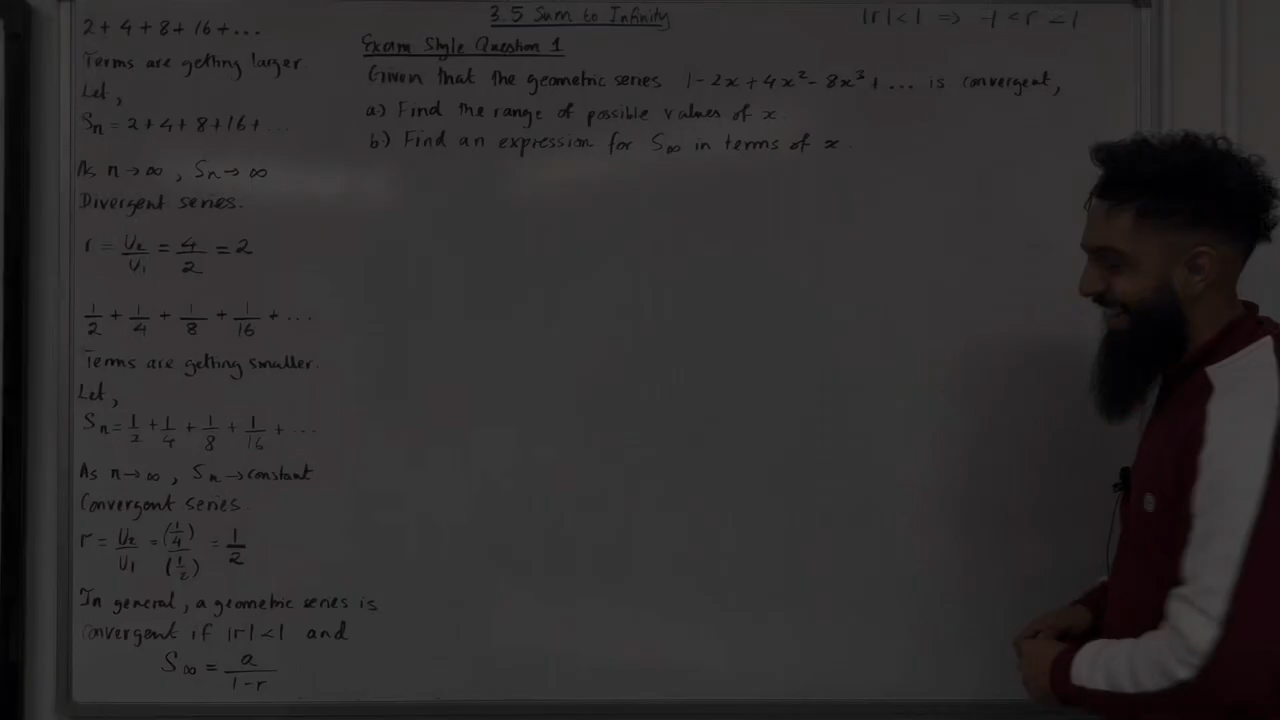 3.5 Sum to Infinity
|r| < 1 => -1 < r < 1
2 + 4 + 8 + 16 + ...
Terms are getting larger
Let,
Sn = 2 + 4 + 8 + 16 + ...
As n → ∞, Sn → ∞
Divergent series.
r = U2/U1 = 4/2 = 2
1/2 + 1/4 + 1/8 + 1/16 + ...
Terms are getting smaller.
Let,
Sn = 1/2 + 1/4 + 1/8 + 1/16 + ...
As n → ∞, Sn → constant
Convergent series
r = U2/U1 = (1/4)/(1/2) = 1/2
In general, a geometric series is
convergent if |r| < 1 and
S∞ = a/(1-r)
Exam Style Question 1
Given that the geometric series 1 - 2x + 4x² - 8x³ + ... is convergent,
a) Find the range of possible values of x.
b) Find an expression for S∞ in terms of x.